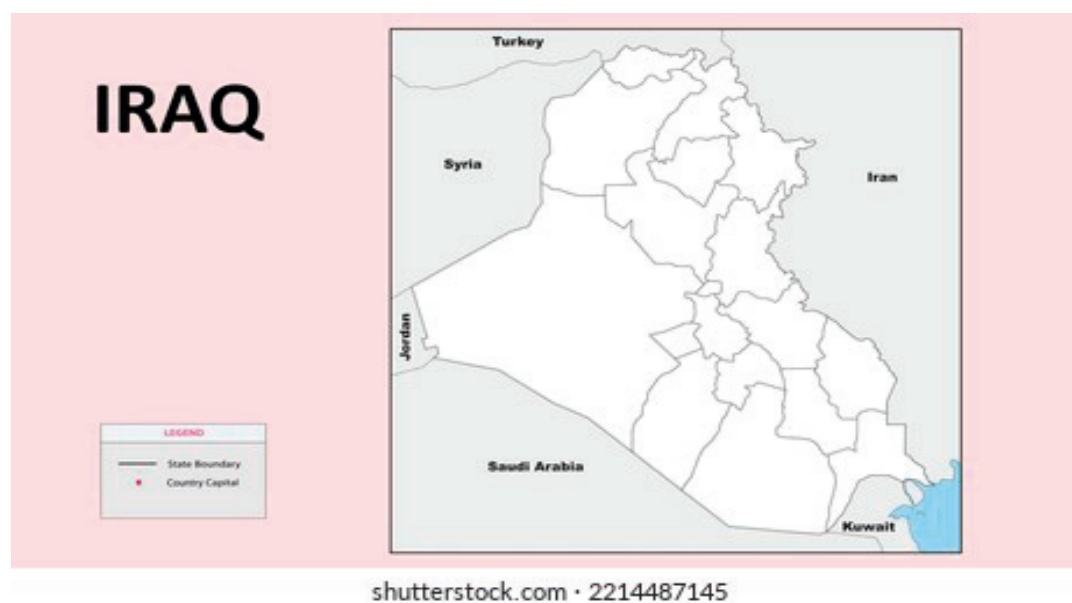 Turkey
IRAQ
Syria
Iran
Jordan
LEGEND
State Boundary
Country Capital
Saudi Arabia
Kuwait
shutterstock.com · 2214487145